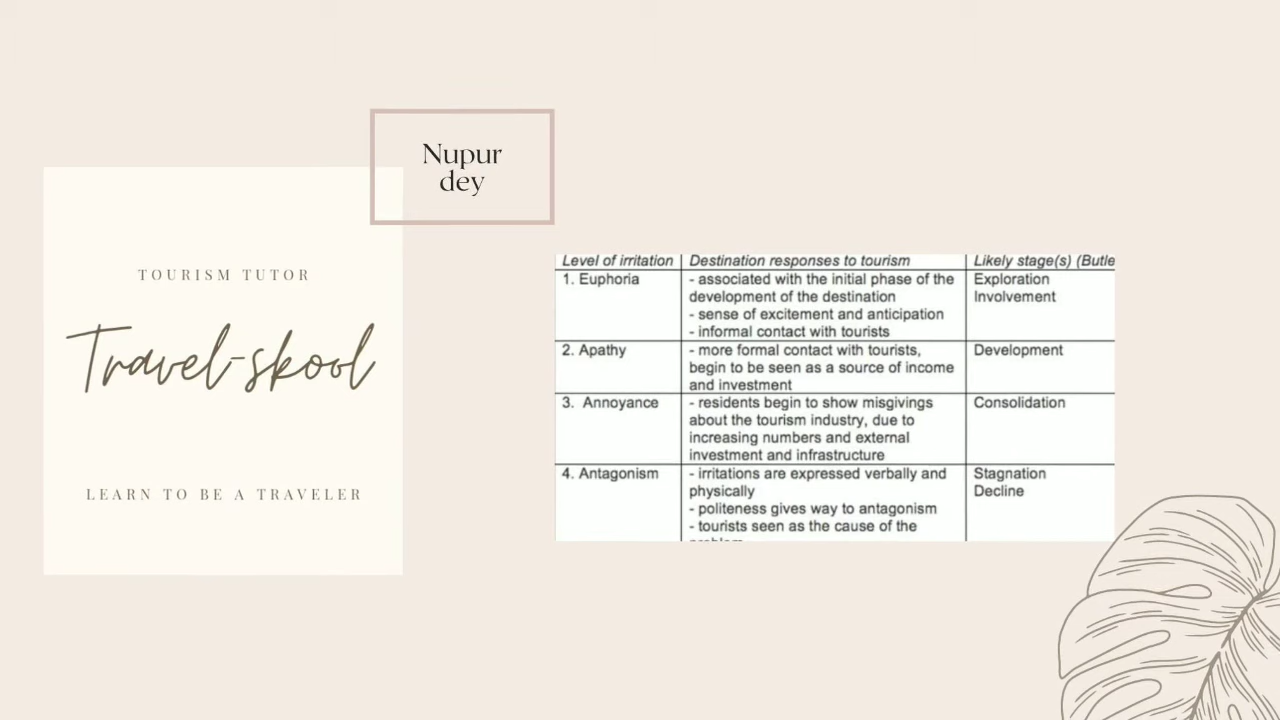 Nupur
dey
TOURISM TUTOR
Travel-skool
LEARN TO BE A TRAVELER
Level of irritation Destination responses to tourism Likely stage(s) (Butle
1. Euphoria - associated with the initial phase of the Exploration
development of the destination Involvement
- sense of excitement and anticipation
- informal contact with tourists
2. Apathy - more formal contact with tourists, Development
begin to be seen as a source of income
and investment
3. Annoyance - residents begin to show misgivings Consolidation
about the tourism industry, due to
increasing numbers and external
investment and infrastructure
4. Antagonism - irritations are expressed verbally and Stagnation
physically Decline
- politeness gives way to antagonism
- tourists seen as the cause of the